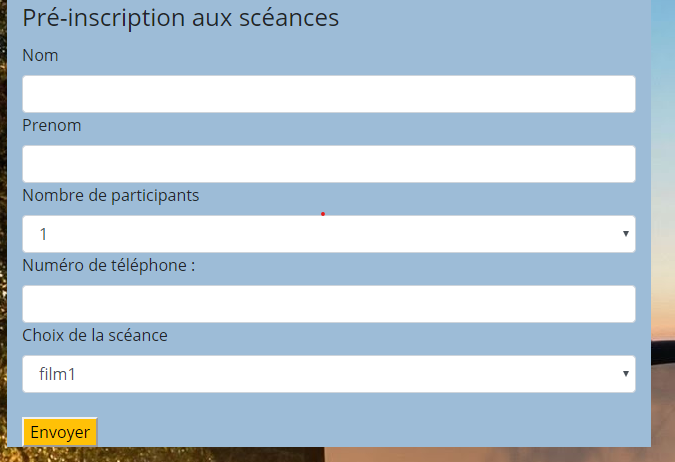 Pré-inscription aux scéances
Nom
Prenom
Nombre de participants
1
Numéro de téléphone :
Choix de la scéance
film1
Envoyer